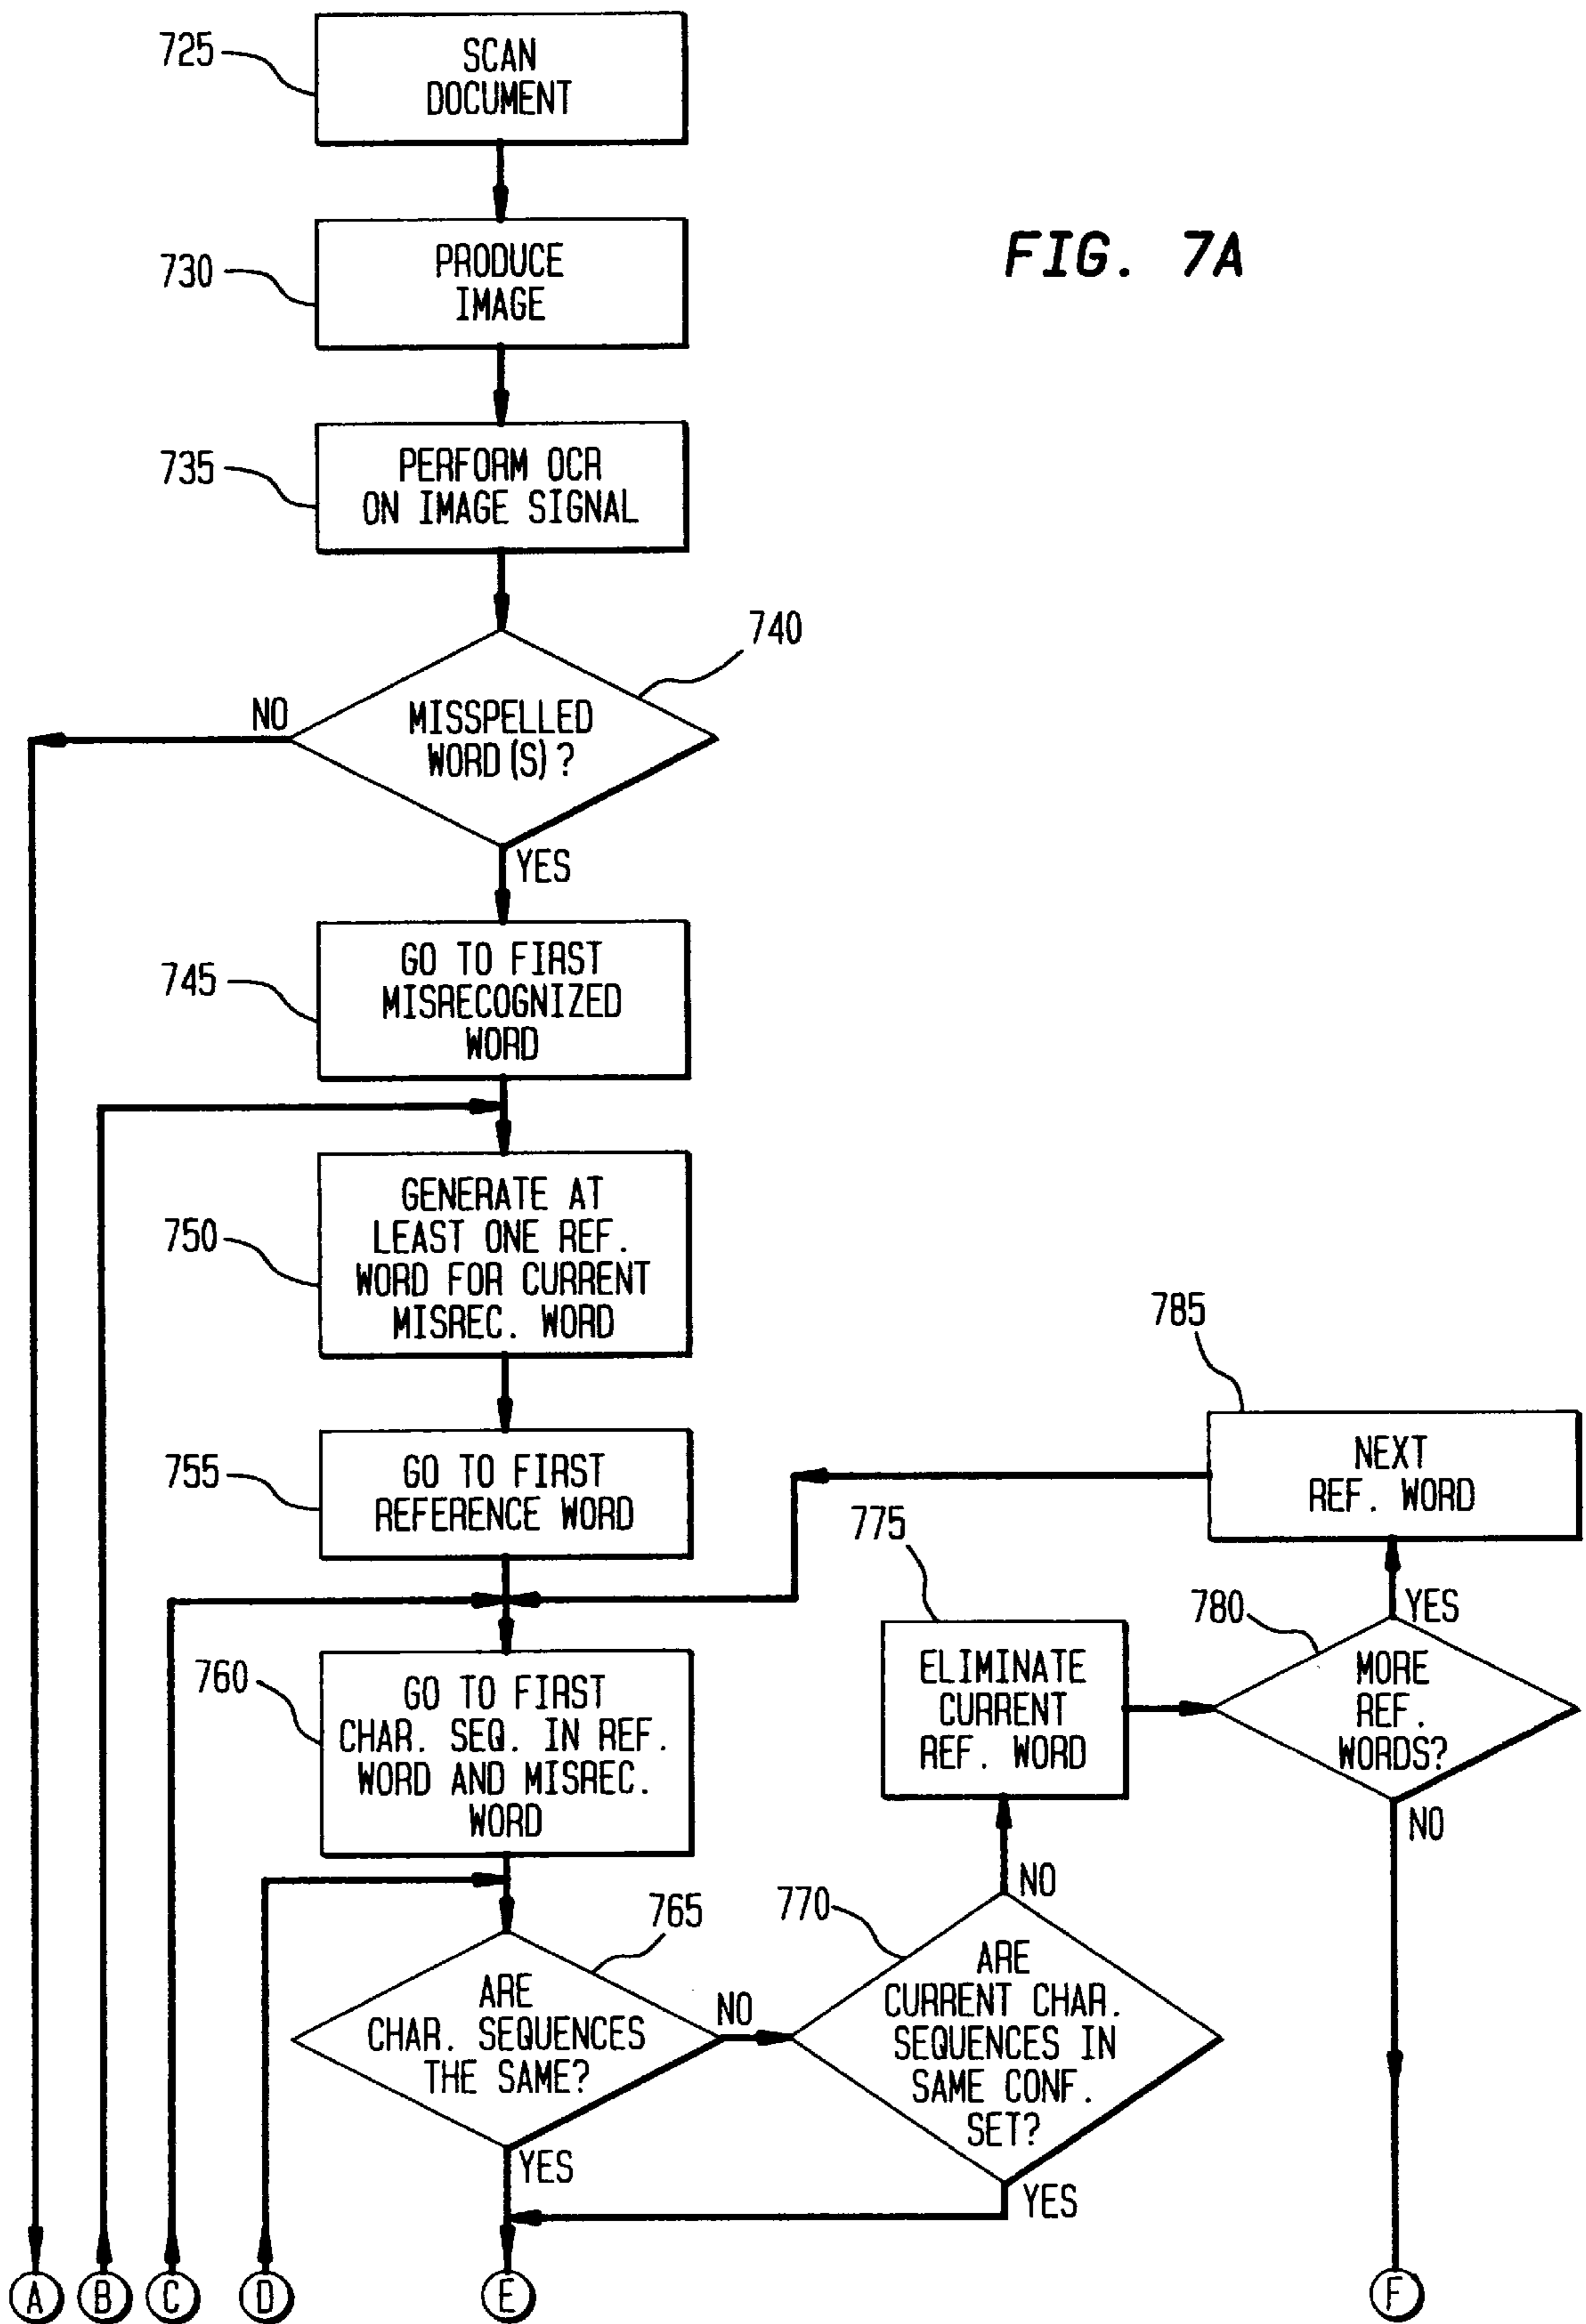 725
SCAN
DOCUMENT
730
PRODUCE
IMAGE
FIG. 7A
735
PERFORM OCR
ON IMAGE SIGNAL
740
NO
MISSPELLED
WORD(S)?
YES
745
GO TO FIRST
MISRECOGNIZED
WORD
750
GENERATE AT
LEAST ONE REF.
WORD FOR CURRENT
MISREC. WORD
755
GO TO FIRST
REFERENCE WORD
785
NEXT
REF. WORD
775
ELIMINATE
CURRENT
REF. WORD
780
YES
MORE
REF.
WORDS?
NO
760
GO TO FIRST
CHAR. SEQ. IN REF.
WORD AND MISREC.
WORD
765
ARE
CHAR. SEQUENCES
THE SAME?
NO
YES
770
NO
ARE
CURRENT CHAR.
SEQUENCES IN
SAME CONF.
SET?
YES
A B C D E F